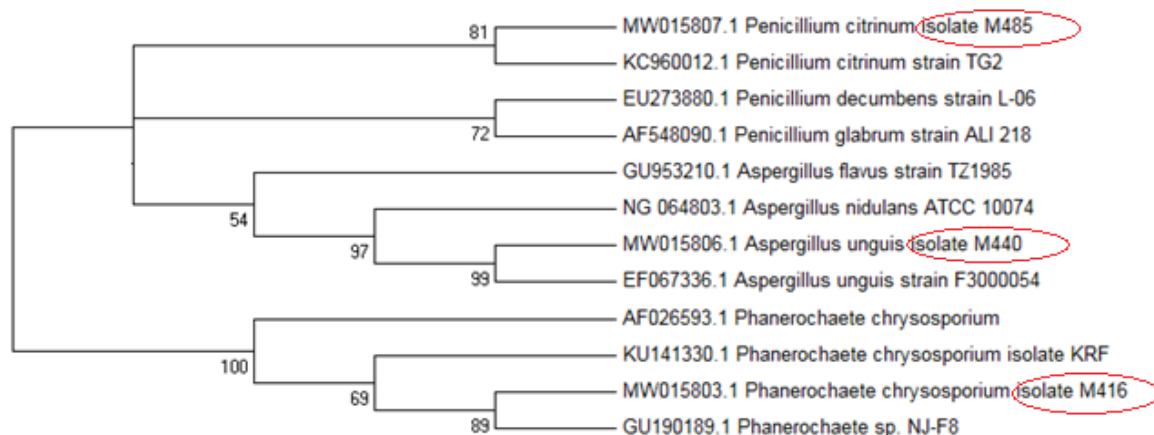 81
MW015807.1 Penicillium citrinum isolate M485
KC960012.1 Penicillium citrinum strain TG2
EU273880.1 Penicillium decumbens strain L-06
72
AF548090.1 Penicillium glabrum strain ALI 218
GU953210.1 Aspergillus flavus strain TZ1985
54
NG 064803.1 Aspergillus nidulans ATCC 10074
97
MW015806.1 Aspergillus unguis isolate M440
99
EF067336.1 Aspergillus unguis strain F3000054
AF026593.1 Phanerochaete chrysosporium
100
KU141330.1 Phanerochaete chrysosporium isolate KRF
69
MW015803.1 Phanerochaete chrysosporium isolate M416
89
GU190189.1 Phanerochaete sp. NJ-F8